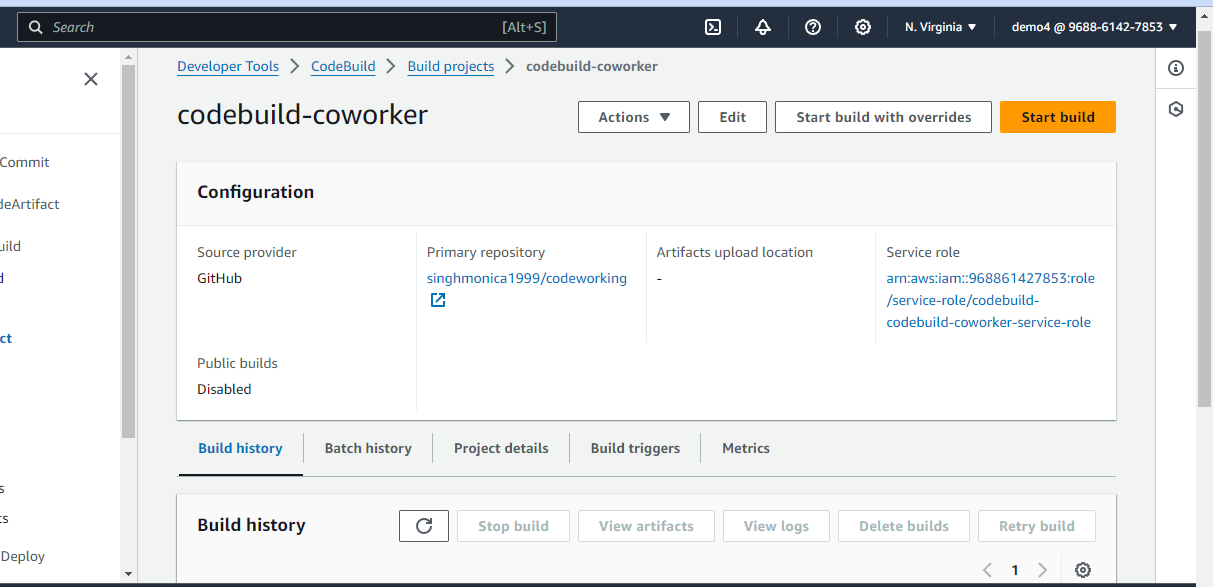 Search [Alt+S] N. Virginia demo4 @ 9688-6142-7853
Developer Tools CodeBuild Build projects codebuild-coworker
codebuild-coworker
Actions Edit Start build with overrides Start build
Commit
deArtifact
uild
d
ct
s
ts
Deploy
Configuration
Source provider
GitHub
Primary repository
singhmonica1999/codeworking
Artifacts upload location
-
Service role
arn:aws:iam::968861427853:role
/service-role/codebuild-
codebuild-coworker-service-role
Public builds
Disabled
Build history Batch history Project details Build triggers Metrics
Build history Stop build View artifacts View logs Delete builds Retry build
1